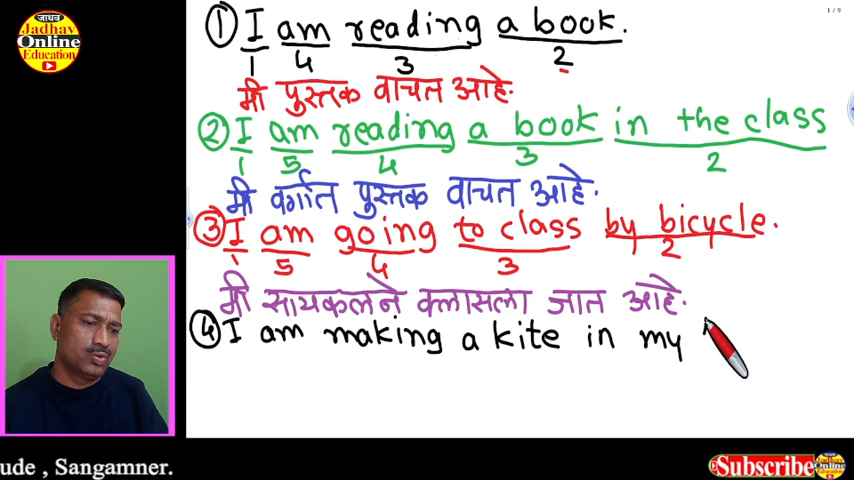 जाधव
Jadhav
Online
Education
1 / 9
① I am reading a book.
1 4 3 2
मी पुस्तक वाचत आहे.
② I am reading a book in the class
1 5 4 3 2
मी वर्गात पुस्तक वाचत आहे.
③ I am going to class by bicycle.
1 5 4 3 2
मी सायकलने क्लासला जात आहे.
④ I am making a kite in my
ude , Sangamner.
Subscribe